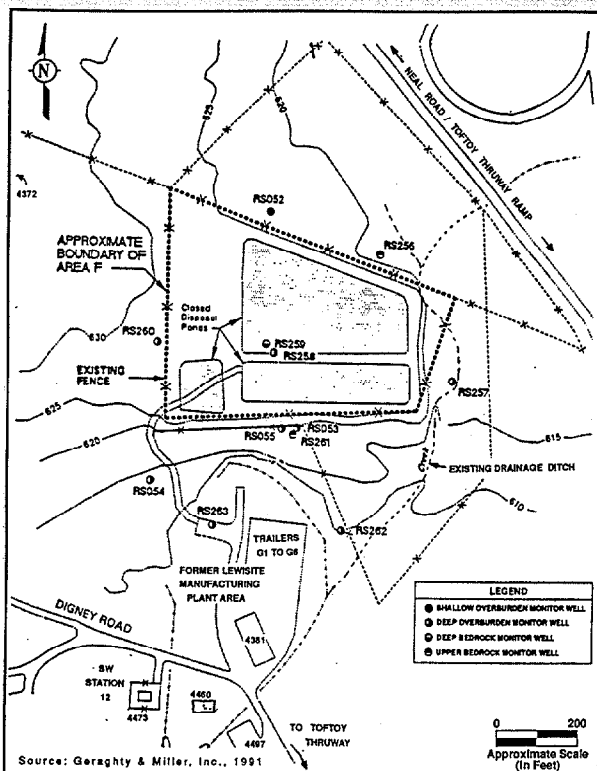 N
625
620
NEAL ROAD / TOFTOY THRUWAY RAMP
4372
RS052
APPROXIMATE
BOUNDARY OF
AREA F
RS256
Closed
Disposal
Ponds
630
RS260
RS259
RS258
EXISTING
FENCE
RS257
625
620
RS055
RS053
RS261
615
EXISTING DRAINAGE DITCH
RS054
610
RS263
TRAILERS
G1 TO G6
RS262
FORMER LEWISITE
MANUFACTURING
PLANT AREA
DIGNEY ROAD
4381
LEGEND
SHALLOW OVERBURDEN MONITOR WELL
DEEP OVERBURDEN MONITOR WELL
DEEP BEDROCK MONITOR WELL
UPPER BEDROCK MONITOR WELL
SW
STATION
12
4473
4460
4497
TO TOFTOY
THRUWAY
0 200
Approximate Scale
(In Feet)
Source: Geraghty & Miller, Inc., 1991